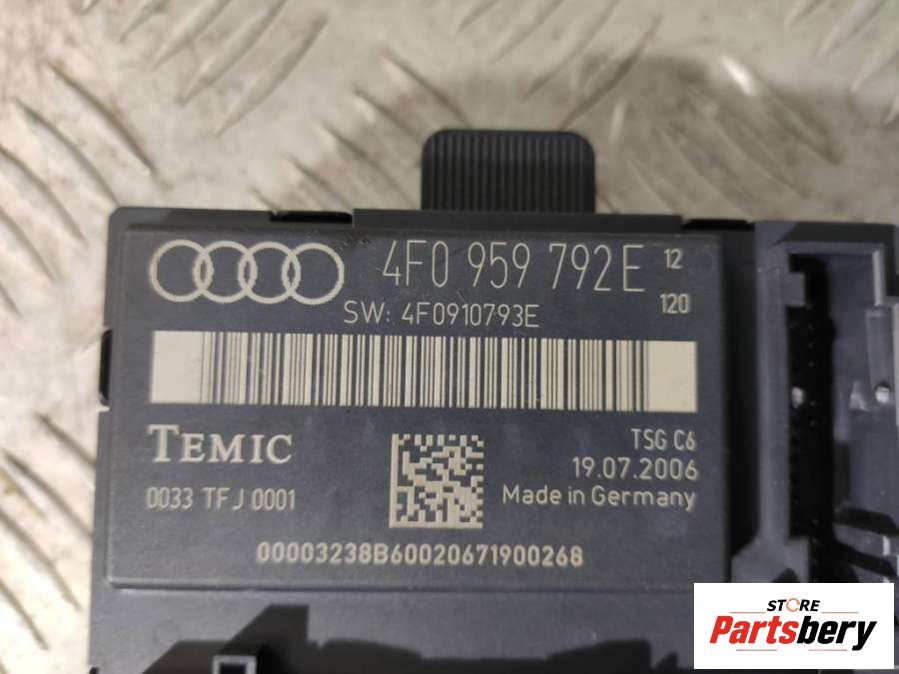 4F0 959 792E 12
120
SW: 4F0910793E
TEMIC
TSG C6
19.07.2006
0033 TFJ 0001
Made in Germany
00003238B60020671900268
STORE
Partsbery